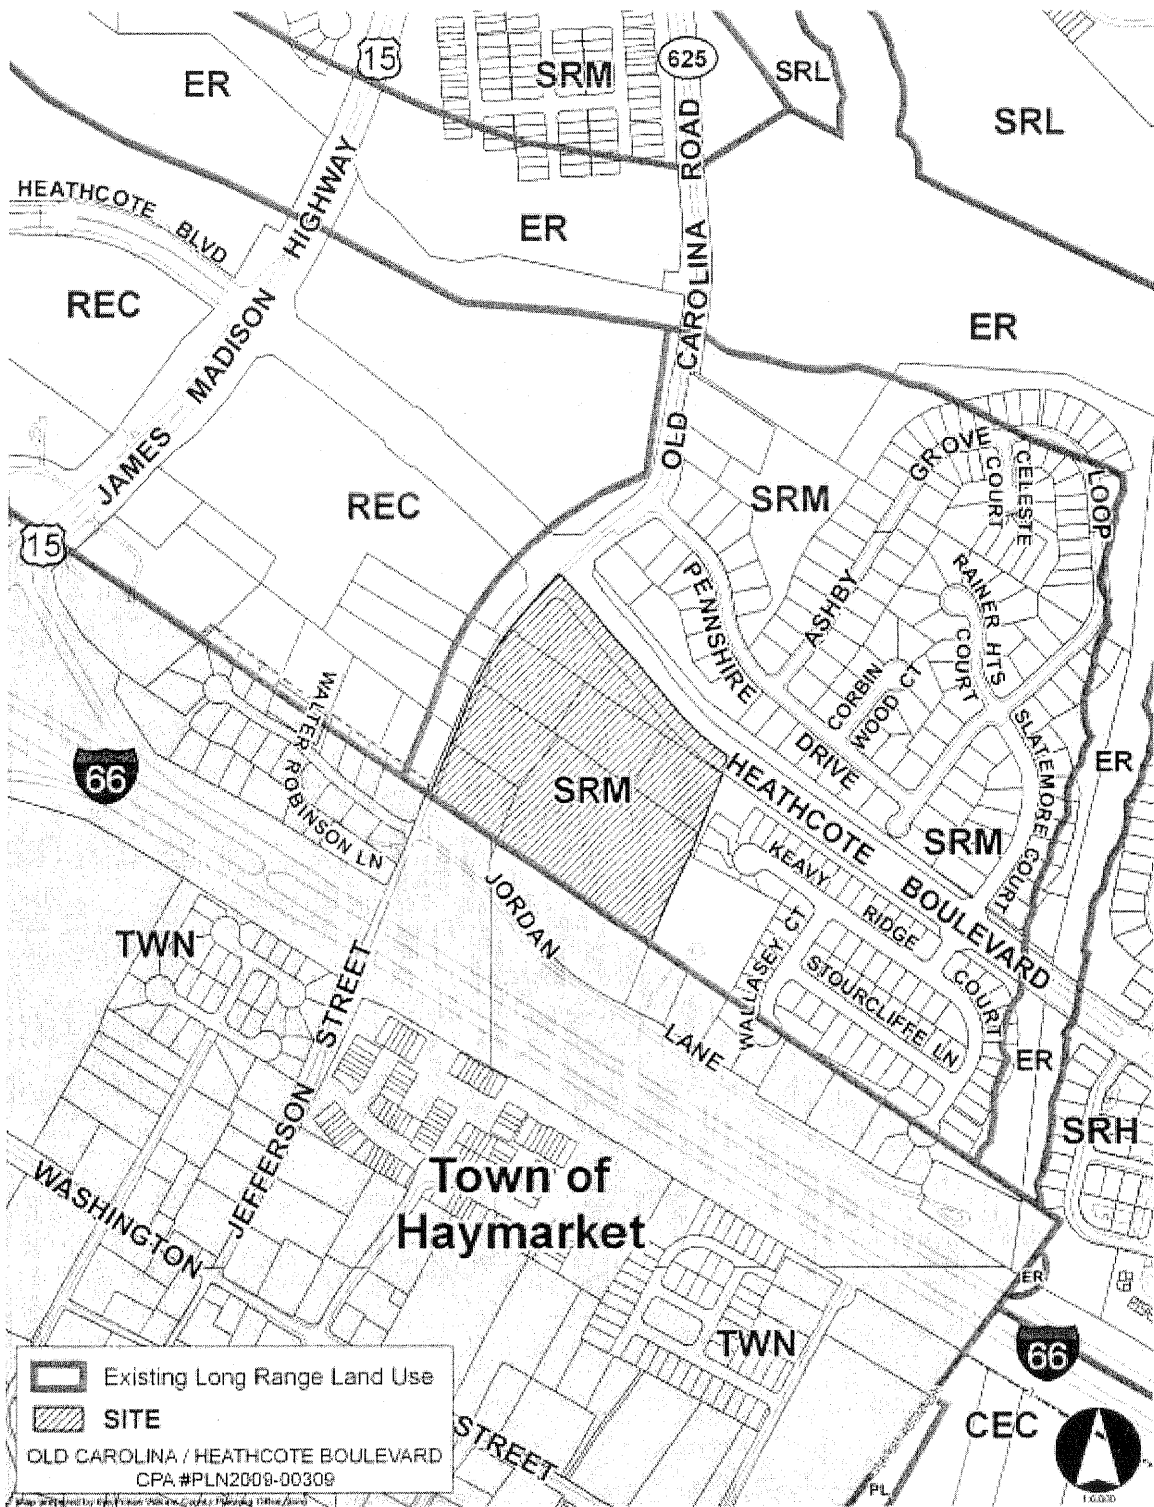 15
625
ER
SRM
SRL
SRL
HEATHCOTE BLVD
JAMES MADISON HIGHWAY
OLD CAROLINA ROAD
ER
REC
ER
REC
15
SRM
ASHBY GROVE LOOP
CELESTE COURT
RAINER HTS COURT
PENNSHIRE DRIVE
CORBIN WOOD CT
SLATEMORE COURT
WALTER ROBINSON LN
66
SRM
HEATHCOTE BOULEVARD
SRM
ER
KEAVY RIDGE COURT
JORDAN LANE
WALLASEY CT
STOURCLIFFE LN
TWN
JEFFERSON STREET
ER
SRH
Town of
Haymarket
WASHINGTON STREET
ER
TWN
66
CEC
PL
Existing Long Range Land Use
SITE
OLD CAROLINA / HEATHCOTE BOULEVARD
CPA #PLN2009-00309